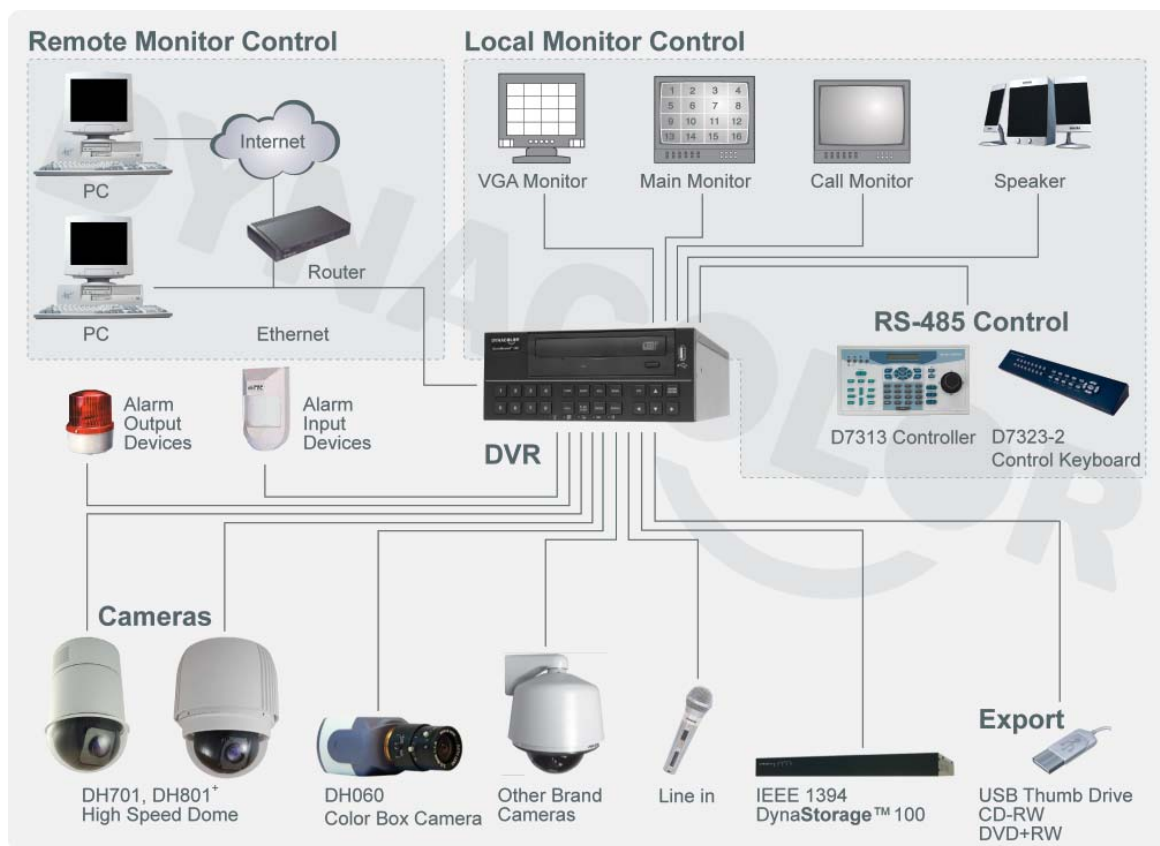 Remote Monitor Control
Local Monitor Control
PC
Internet
Router
PC
Ethernet
1 2 3 4
5 6 7 8
9 10 11 12
13 14 15 16
VGA Monitor
Main Monitor
Call Monitor
Speaker
RS-485 Control
D7313 Controller
D7323-2
Control Keyboard
Alarm
Output
Devices
Alarm
Input
Devices
DYNACOLOR
DVR
DYNACOLOR
Cameras
DH701, DH801+
High Speed Dome
DH060
Color Box Camera
Other Brand
Cameras
Line in
IEEE 1394
DynaStorage™ 100
Export
USB Thumb Drive
CD-RW
DVD+RW